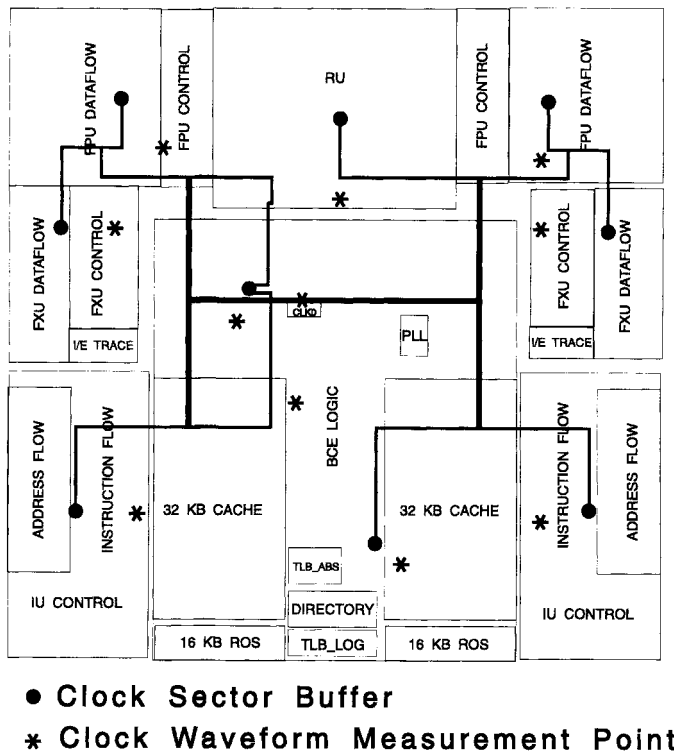 FPU DATAFLOW
FPU CONTROL
RU
FPU CONTROL
FPU DATAFLOW
FXU DATAFLOW
FXU CONTROL
FXU CONTROL
FXU DATAFLOW
I/E TRACE
I/E TRACE
PLL
BCE LOGIC
ADDRESS FLOW
INSTRUCTION FLOW
32 KB CACHE
32 KB CACHE
INSTRUCTION FLOW
ADDRESS FLOW
TLB_ABS
IU CONTROL
DIRECTORY
IU CONTROL
16 KB ROS
TLB_LOG
16 KB ROS
Clock Sector Buffer
* Clock Waveform Measurement Point